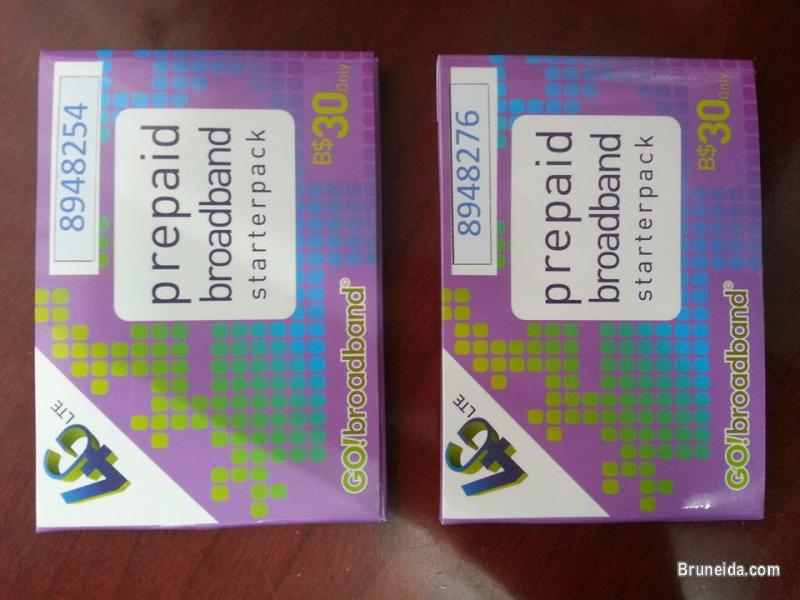 8948254
prepaid
broadband
starterpack
B$30 Only
4G LTE
GO!broadband®
8948276
prepaid
broadband
starterpack
B$30 Only
4G LTE
GO!broadband®
Bruneida.com